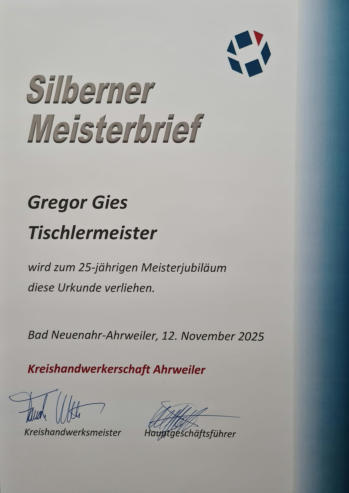 Silberner
Meisterbrief
Gregor Gies
Tischlermeister
wird zum 25-jährigen Meisterjubiläum
diese Urkunde verliehen.
Bad Neuenahr-Ahrweiler, 12. November 2025
Kreishandwerkerschaft Ahrweiler
Kreishandwerksmeister
Hauptgeschäftsführer